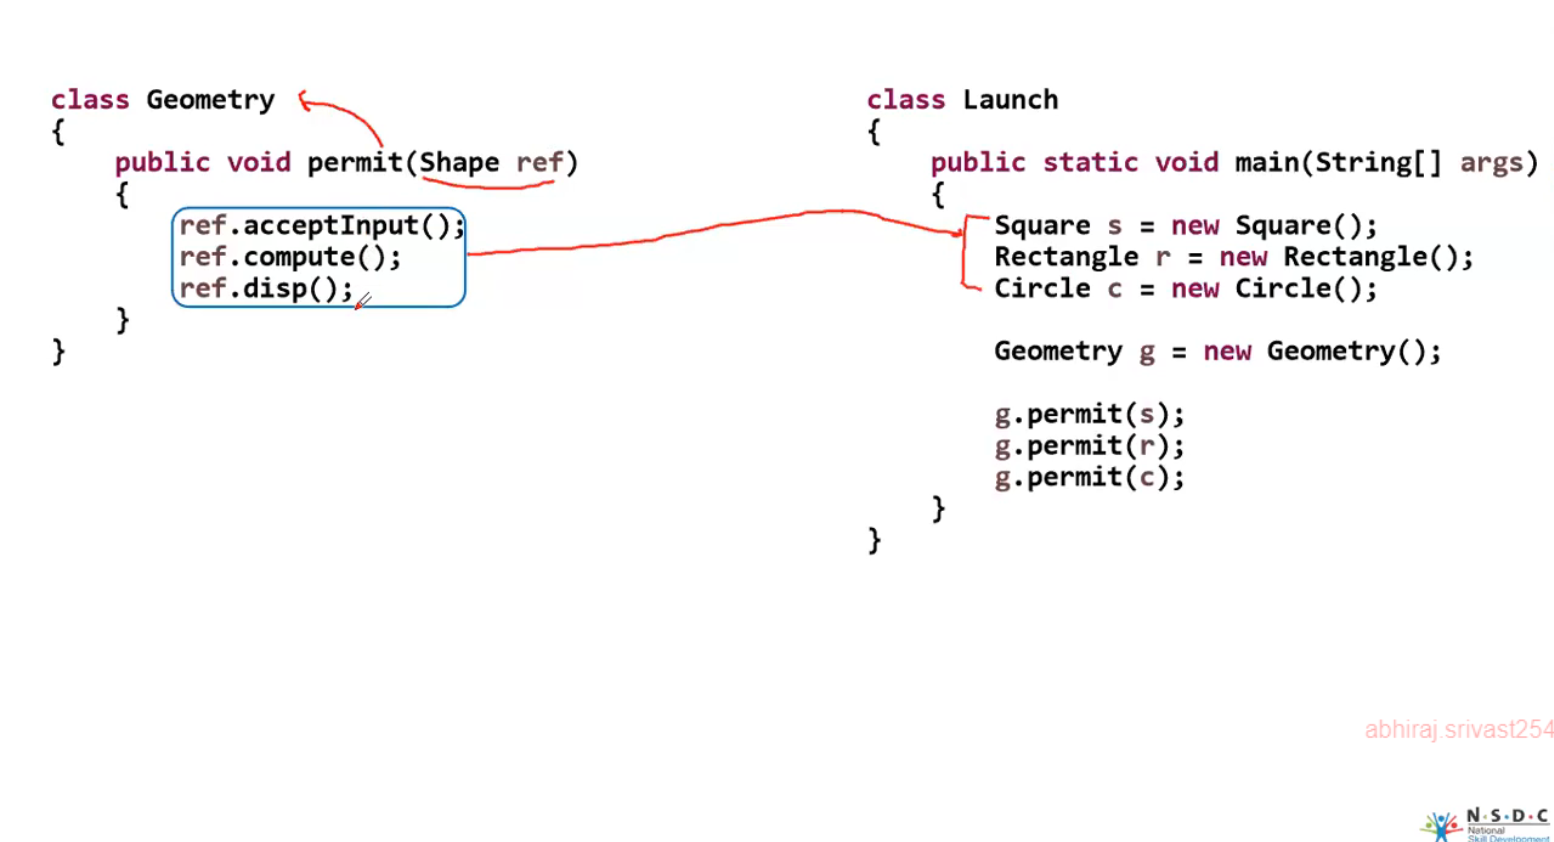 class Geometry
{
public void permit(Shape ref)
{
ref.acceptInput();
ref.compute();
ref.disp();
}
}
class Launch
{
public static void main(String[] args)
{
Square s = new Square();
Rectangle r = new Rectangle();
Circle c = new Circle();
Geometry g = new Geometry();
g.permit(s);
g.permit(r);
g.permit(c);
}
}
abhiraj.srivast254
N·S·D·C
National
Skill Development